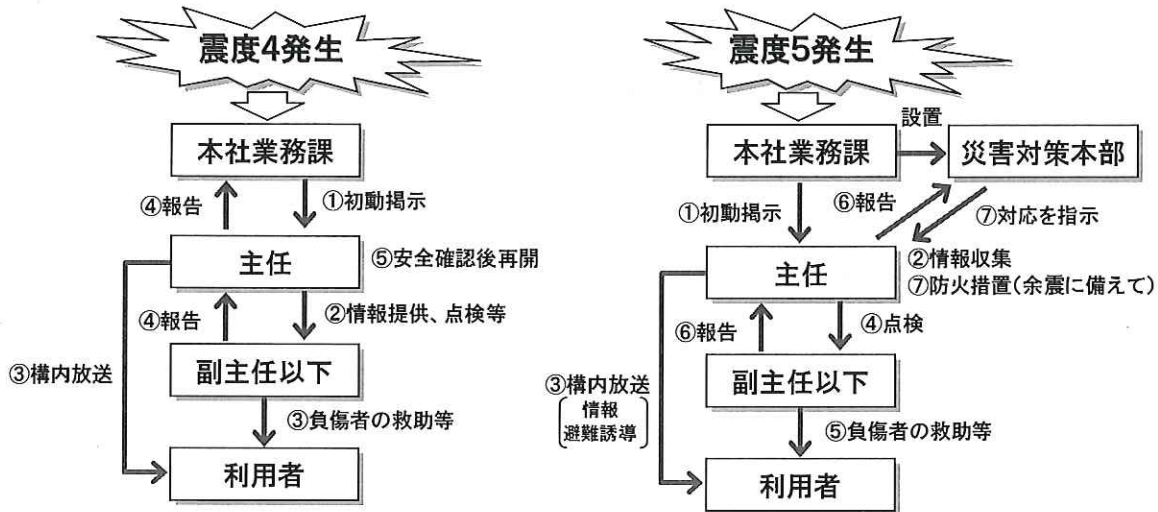 震度4発生
本社業務課
④報告
①初動掲示
主任
⑤安全確認後再開
④報告
②情報提供、点検等
③構内放送
副主任以下
③負傷者の救助等
利用者
震度5発生
設置
本社業務課
災害対策本部
①初動掲示
⑥報告
⑦対応を指示
主任
②情報収集
⑦防火措置(余震に備えて)
⑥報告
④点検
③構内放送
情報
避難誘導
副主任以下
⑤負傷者の救助等
利用者